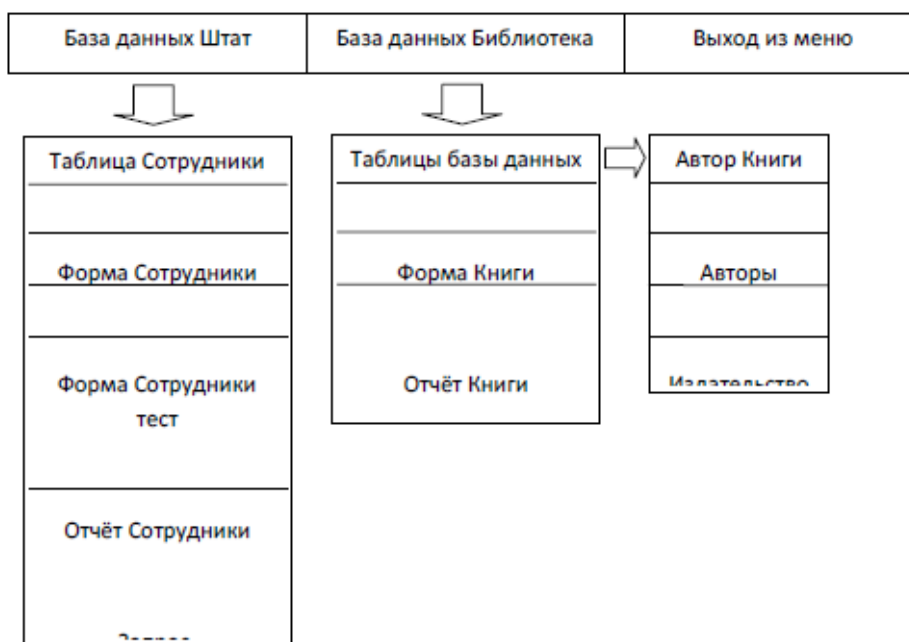 База данных Штат
База данных Библиотека
Выход из меню
Таблица Сотрудники
Форма Сотрудники
Форма Сотрудники
тест
Отчёт Сотрудники
Таблицы базы данных
Форма Книги
Отчёт Книги
Автор Книги
Авторы
Издательство